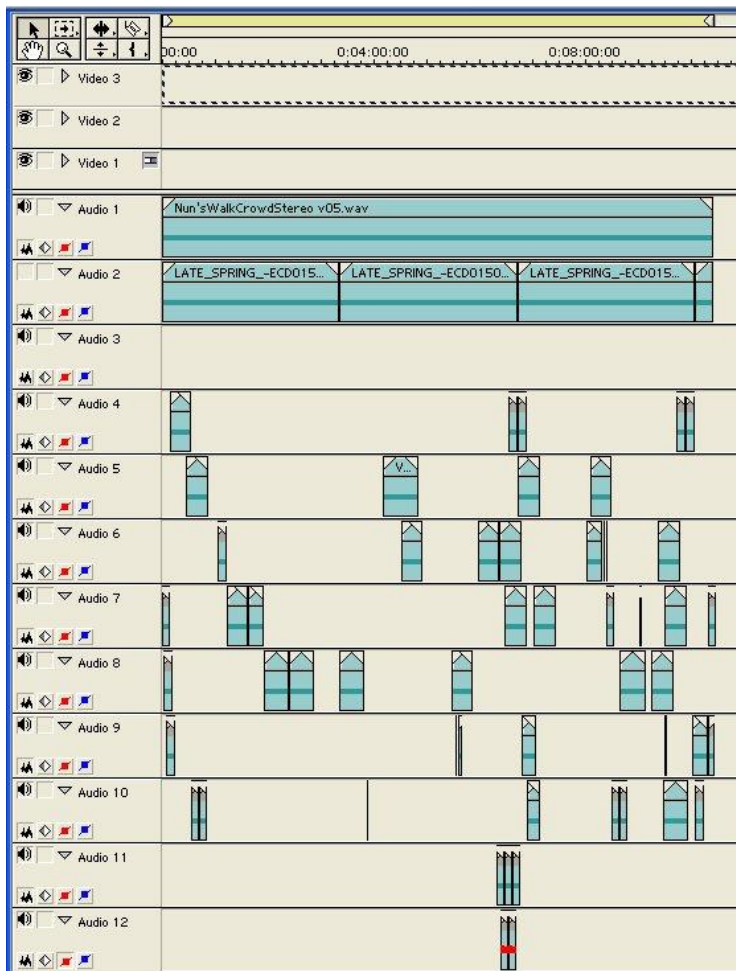 00:00 0:04:00:00 0:08:00:00
Video 3
Video 2
Video 1
Audio 1
Nun'sWalkCrowdStereo v05.wav
Audio 2
LATE_SPRING_-ECD015... LATE_SPRING_-ECD0150... LATE_SPRING_-ECD015...
Audio 3
Audio 4
Audio 5
V...
Audio 6
Audio 7
Audio 8
Audio 9
Audio 10
Audio 11
Audio 12